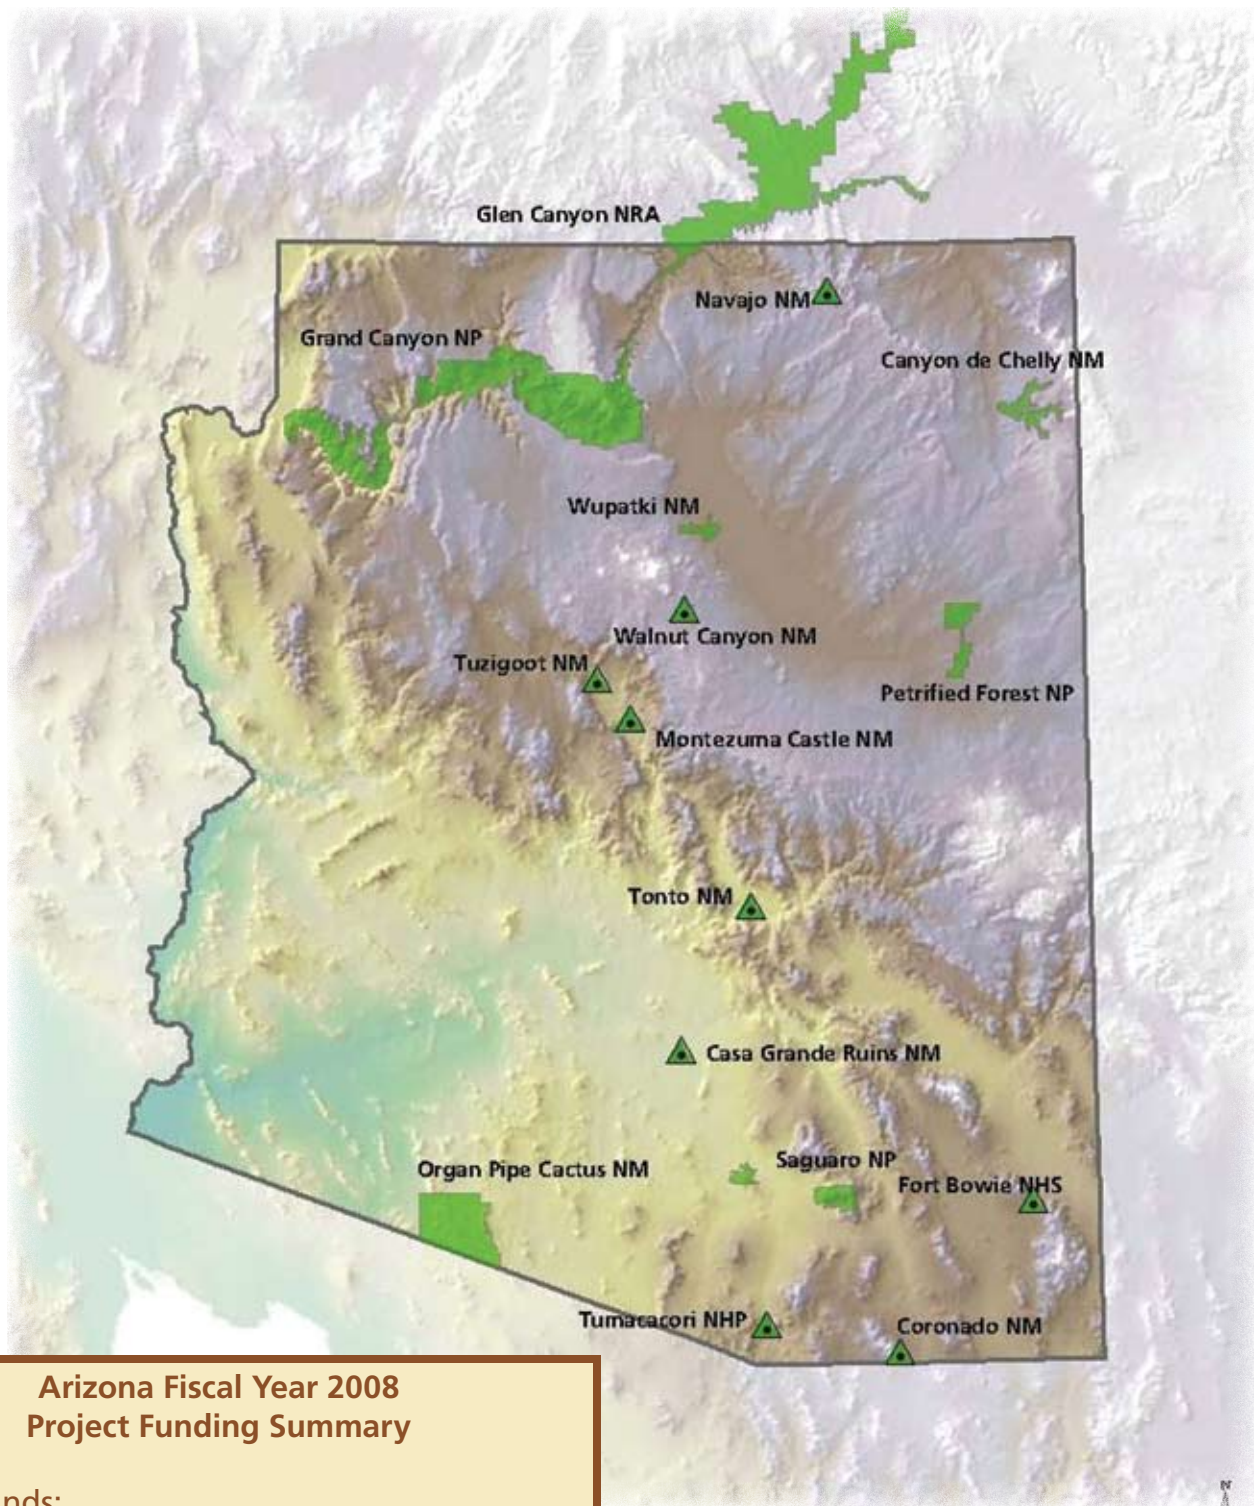 Glen Canyon NRA
Navajo NM
Grand Canyon NP
Canyon de Chelly NM
Wupatki NM
Walnut Canyon NM
Tuzigoot NM
Petrified Forest NP
Montezuma Castle NM
Tonto NM
Casa Grande Ruins NM
Organ Pipe Cactus NM
Saguaro NP
Fort Bowie NHS
Tumacacori NHP
Coronado NM
Arizona Fiscal Year 2008
Project Funding Summary